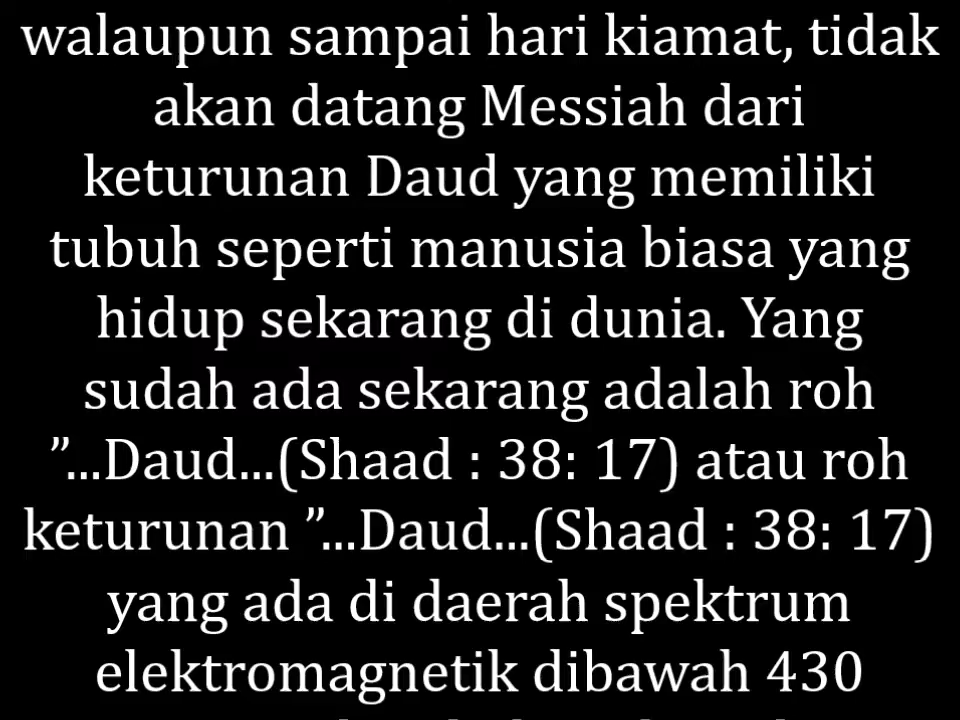 walaupun sampai hari kiamat, tidak
akan datang Messiah dari
keturunan Daud yang memiliki
tubuh seperti manusia biasa yang
hidup sekarang di dunia. Yang
sudah ada sekarang adalah roh
”...Daud...(Shaad : 38: 17) atau roh
keturunan ”...Daud...(Shaad : 38: 17)
yang ada di daerah spektrum
elektromagnetik dibawah 430